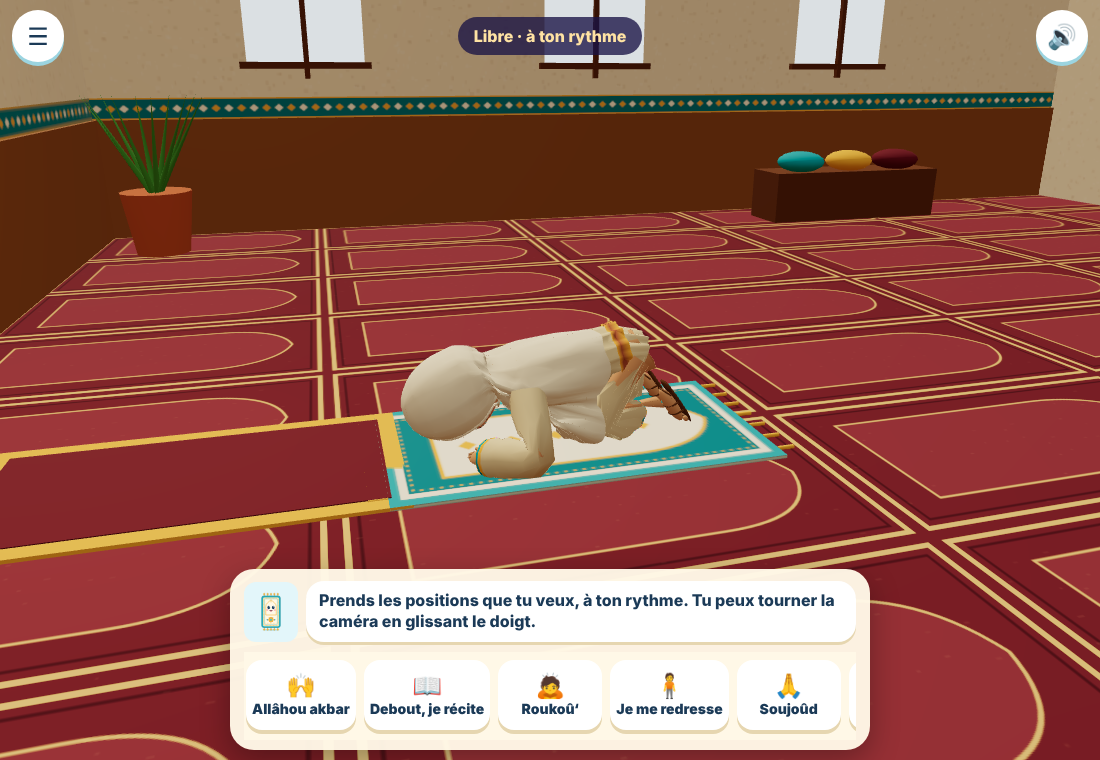 Libre · à ton rythme
Prends les positions que tu veux, à ton rythme. Tu peux tourner la
caméra en glissant le doigt.
Allâhou akbar
Debout, je récite
Roukoû‘
Je me redresse
Soujoûd